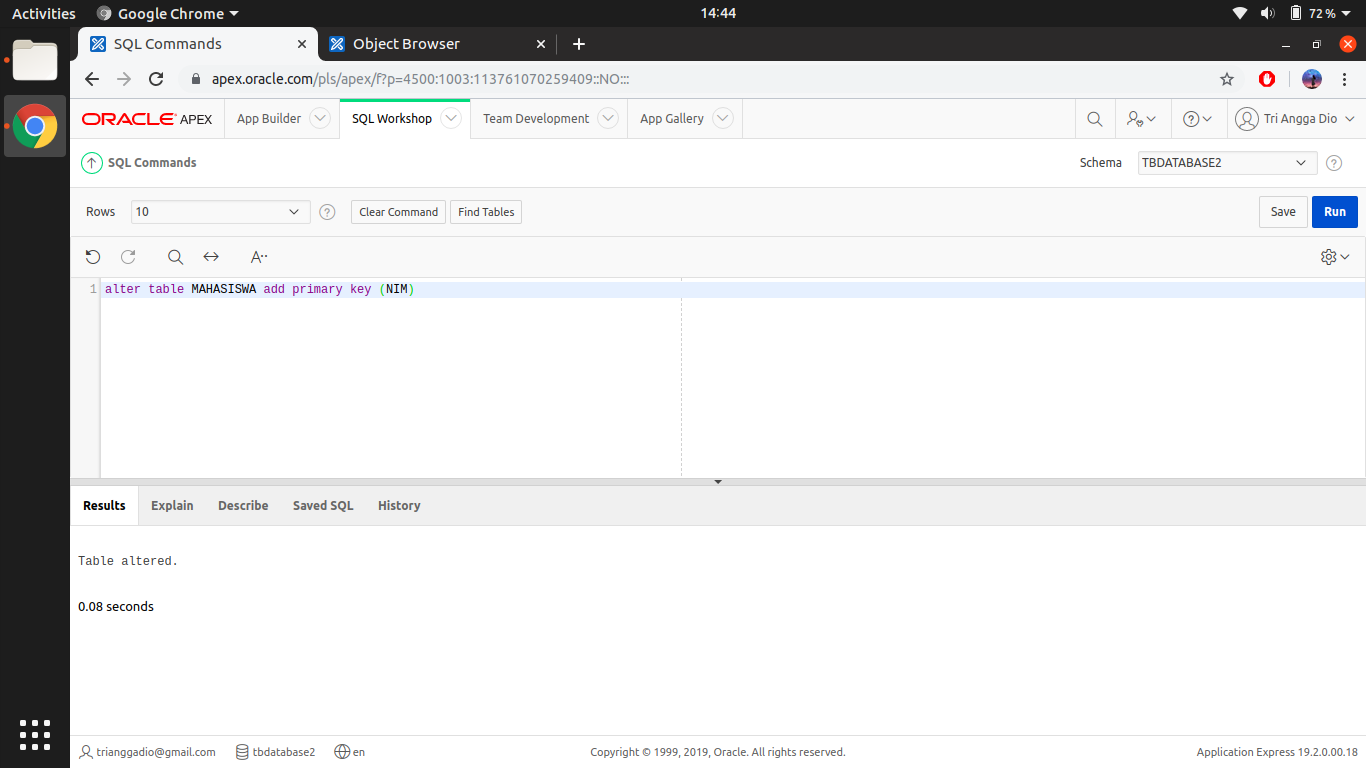 Activities Google Chrome 14:44 72 %
SQL Commands Object Browser
apex.oracle.com/pls/apex/f?p=4500:1003:113761070259409::NO:::
ORACLE APEX App Builder SQL Workshop Team Development App Gallery Tri Angga Dio
SQL Commands Schema TBDATABASE2
Rows 10 Clear Command Find Tables Save Run
A··
1 alter table MAHASISWA add primary key (NIM)
Results Explain Describe Saved SQL History
Table altered.
0.08 seconds
trianggadio@gmail.com tbdatabase2 en Copyright © 1999, 2019, Oracle. All rights reserved. Application Express 19.2.0.00.18